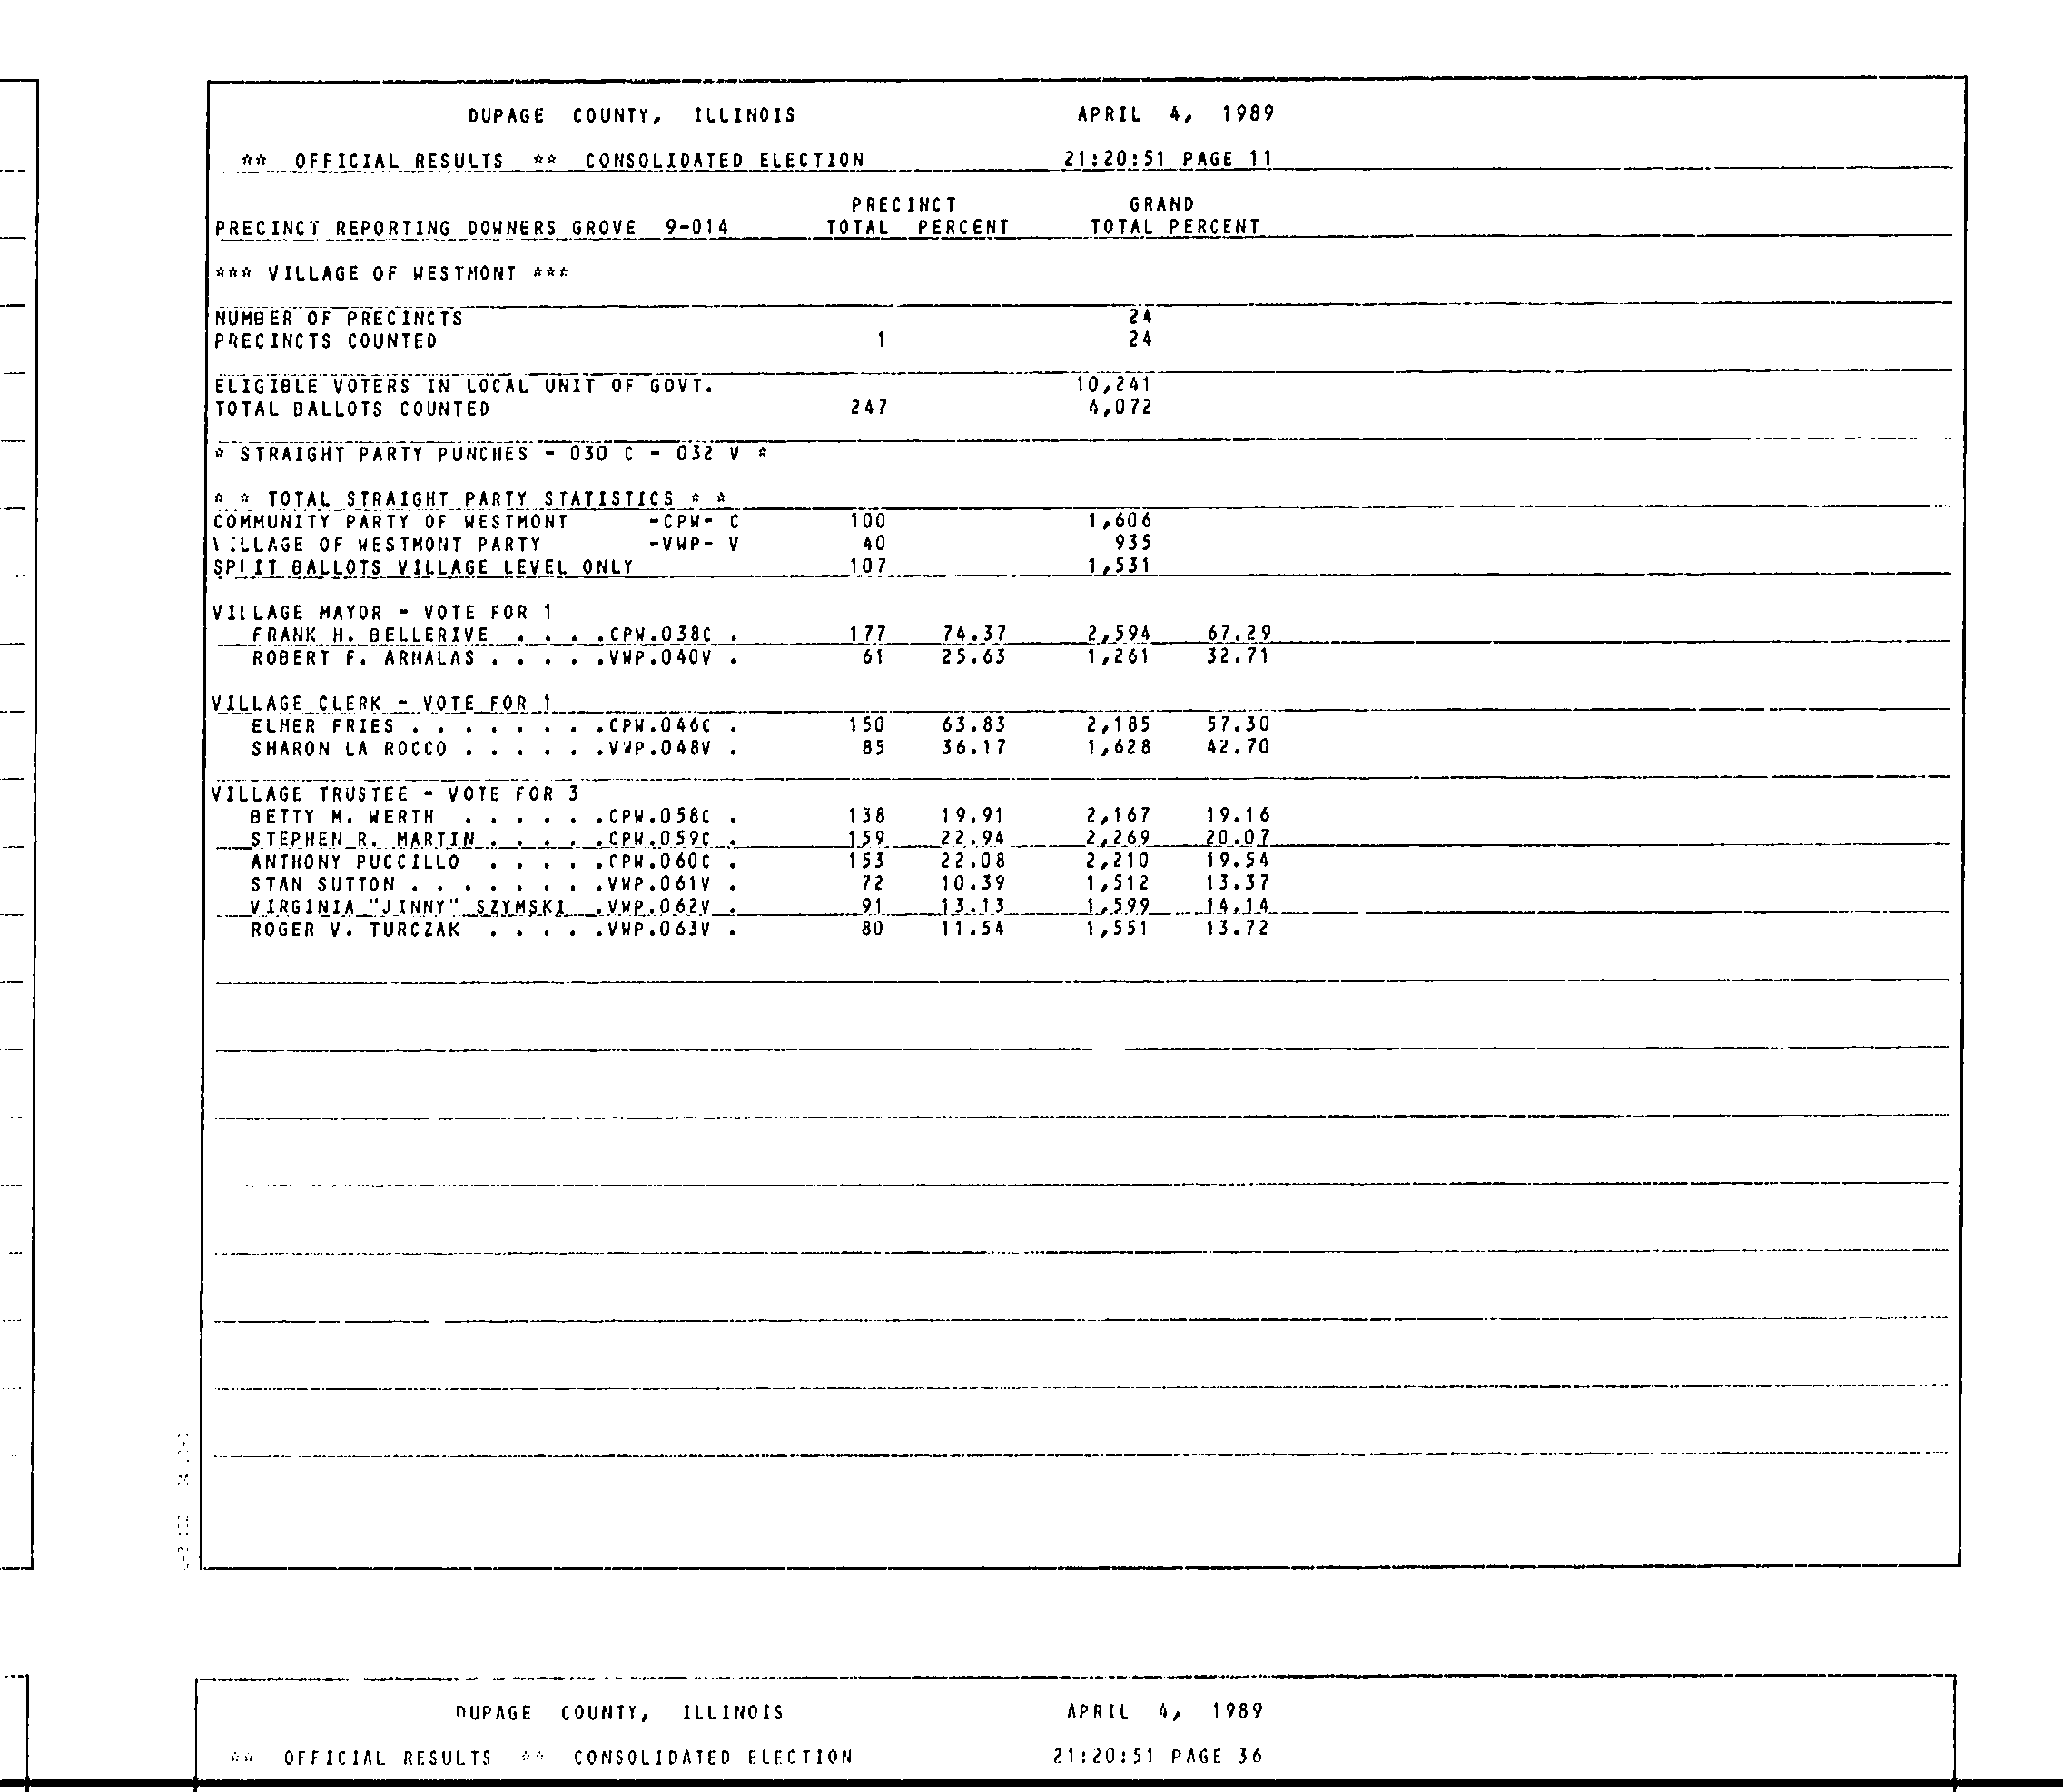 DUPAGE COUNTY, ILLINOIS APRIL 4, 1989
** OFFICIAL RESULTS ** CONSOLIDATED ELECTION 21:20:51 PAGE 11
PRECINCT GRAND
PRECINCT REPORTING DOWNERS GROVE 9-014 TOTAL PERCENT TOTAL PERCENT
*** VILLAGE OF WESTMONT ***
NUMBER OF PRECINCTS 24
PRECINCTS COUNTED 1 24
ELIGIBLE VOTERS IN LOCAL UNIT OF GOVT. 10,241
TOTAL BALLOTS COUNTED 247 4,072
* STRAIGHT PARTY PUNCHES - 030 C - 032 V *
* * TOTAL STRAIGHT PARTY STATISTICS * *
COMMUNITY PARTY OF WESTMONT -CPW- C 100 1,606
VILLAGE OF WESTMONT PARTY -VWP- V 40 935
SPLIT BALLOTS VILLAGE LEVEL ONLY 107 1,531
VILLAGE MAYOR - VOTE FOR 1
FRANK H. BELLERIVE . . . .CPW.038C . 177 74.37 2,594 67.29
ROBERT F. ARMALAS . . . . .VWP.040V . 61 25.63 1,261 32.71
VILLAGE CLERK - VOTE FOR 1
ELMER FRIES . . . . . . . .CPW.046C . 150 63.83 2,185 57.30
SHARON LA ROCCO . . . . . .VWP.048V . 85 36.17 1,628 42.70
VILLAGE TRUSTEE - VOTE FOR 3
BETTY M. WERTH . . . . . .CPW.058C . 138 19.91 2,167 19.16
STEPHEN R. MARTIN . . . . .CPW.059C . 159 22.94 2,269 20.07
ANTHONY PUCCILLO . . . . .CPW.060C . 153 22.08 2,210 19.54
STAN SUTTON . . . . . . . .VWP.061V . 72 10.39 1,512 13.37
VIRGINIA "JINNY" SZYMSKI .VWP.062V . 91 13.13 1,599 14.14
ROGER V. TURCZAK . . . . .VWP.063V . 80 11.54 1,551 13.72
DUPAGE COUNTY, ILLINOIS APRIL 4, 1989
** OFFICIAL RESULTS ** CONSOLIDATED ELECTION 21:20:51 PAGE 36